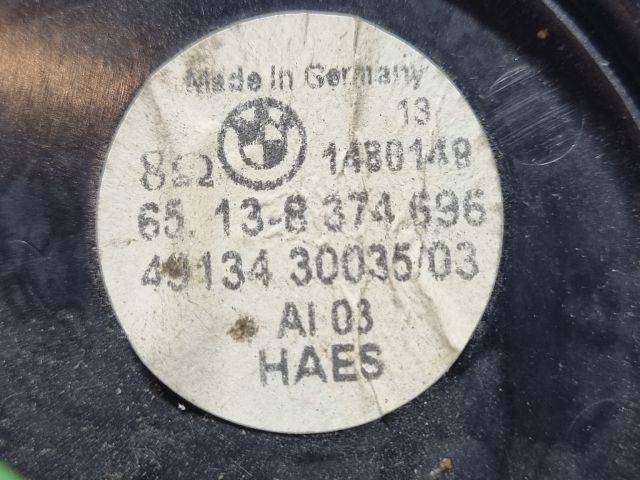 Made in Germany
13
8Ω 1480149
65. 13-8 374 696
49134 30035/03
AI 03
HAES